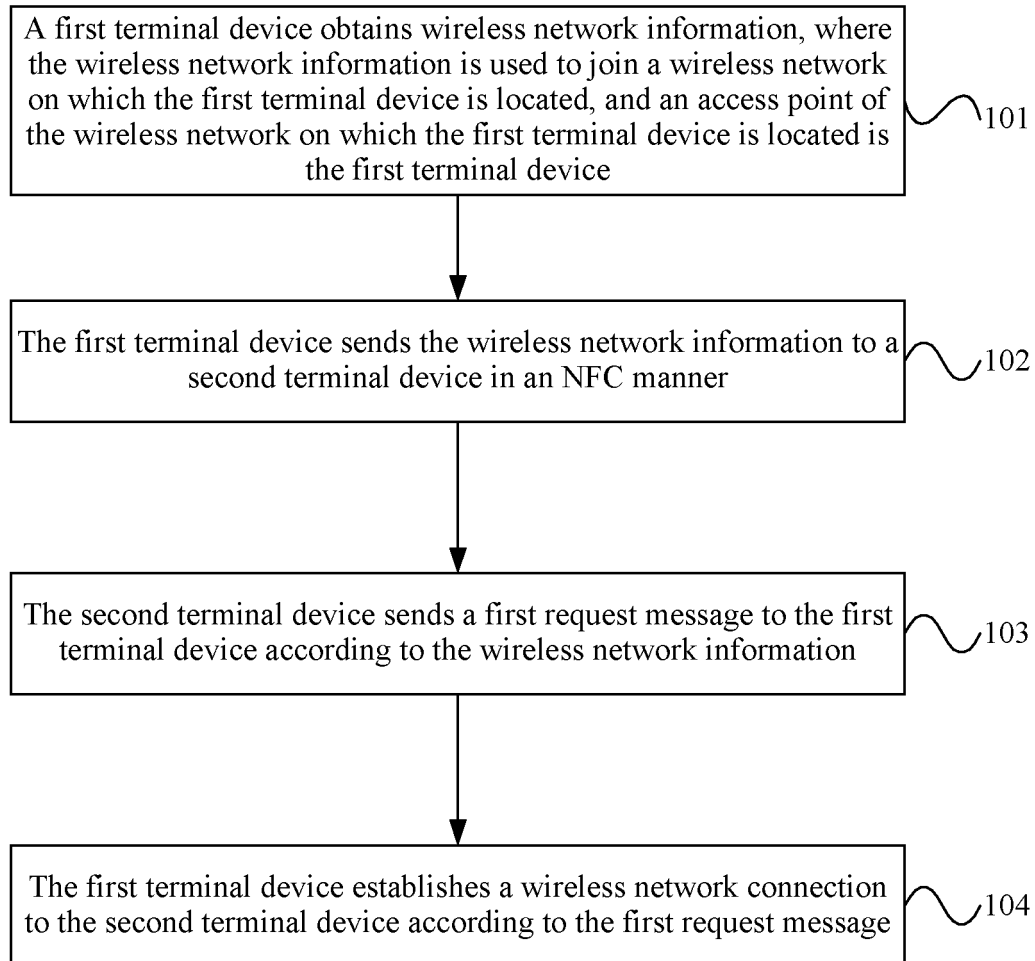 A first terminal device obtains wireless network information, where
the wireless network information is used to join a wireless network
on which the first terminal device is located, and an access point of
the wireless network on which the first terminal device is located is
the first terminal device
101
The first terminal device sends the wireless network information to a
second terminal device in an NFC manner
102
The second terminal device sends a first request message to the first
terminal device according to the wireless network information
103
The first terminal device establishes a wireless network connection
to the second terminal device according to the first request message
104